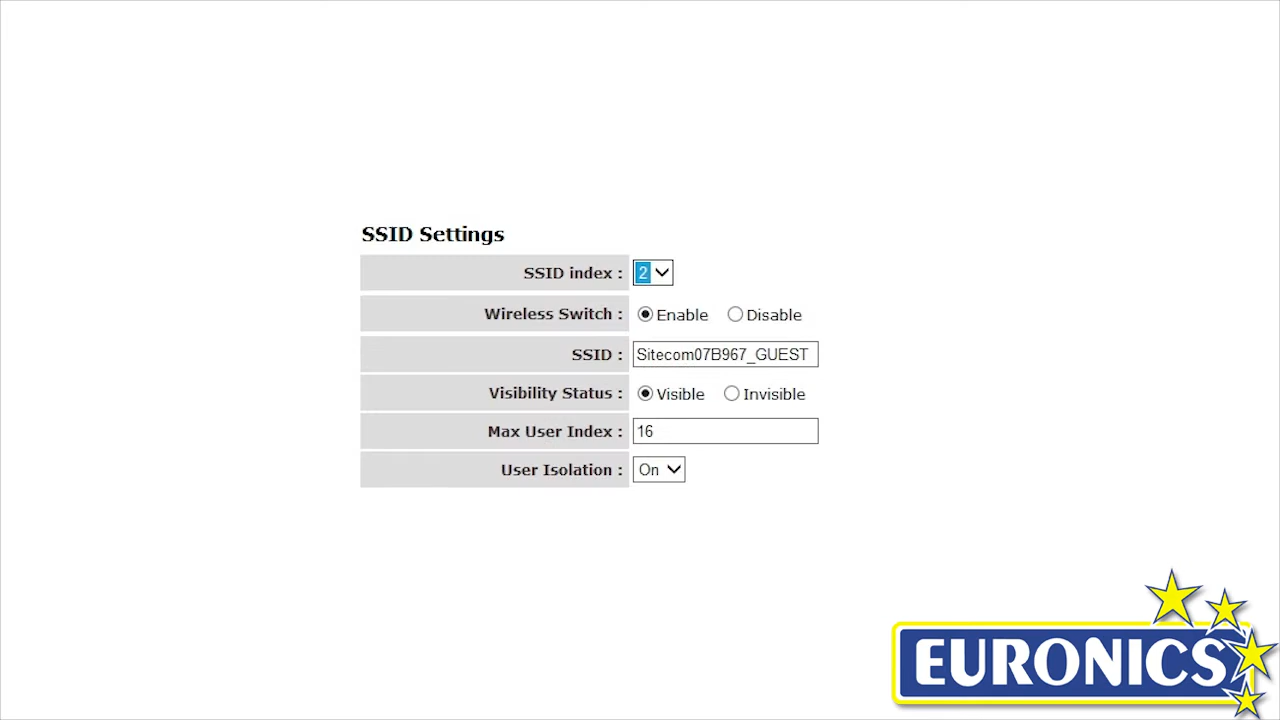 SSID Settings
SSID index : 2
Wireless Switch : Enable Disable
SSID : Sitecom07B967_GUEST
Visibility Status : Visible Invisible
Max User Index : 16
User Isolation : On
EURONICS